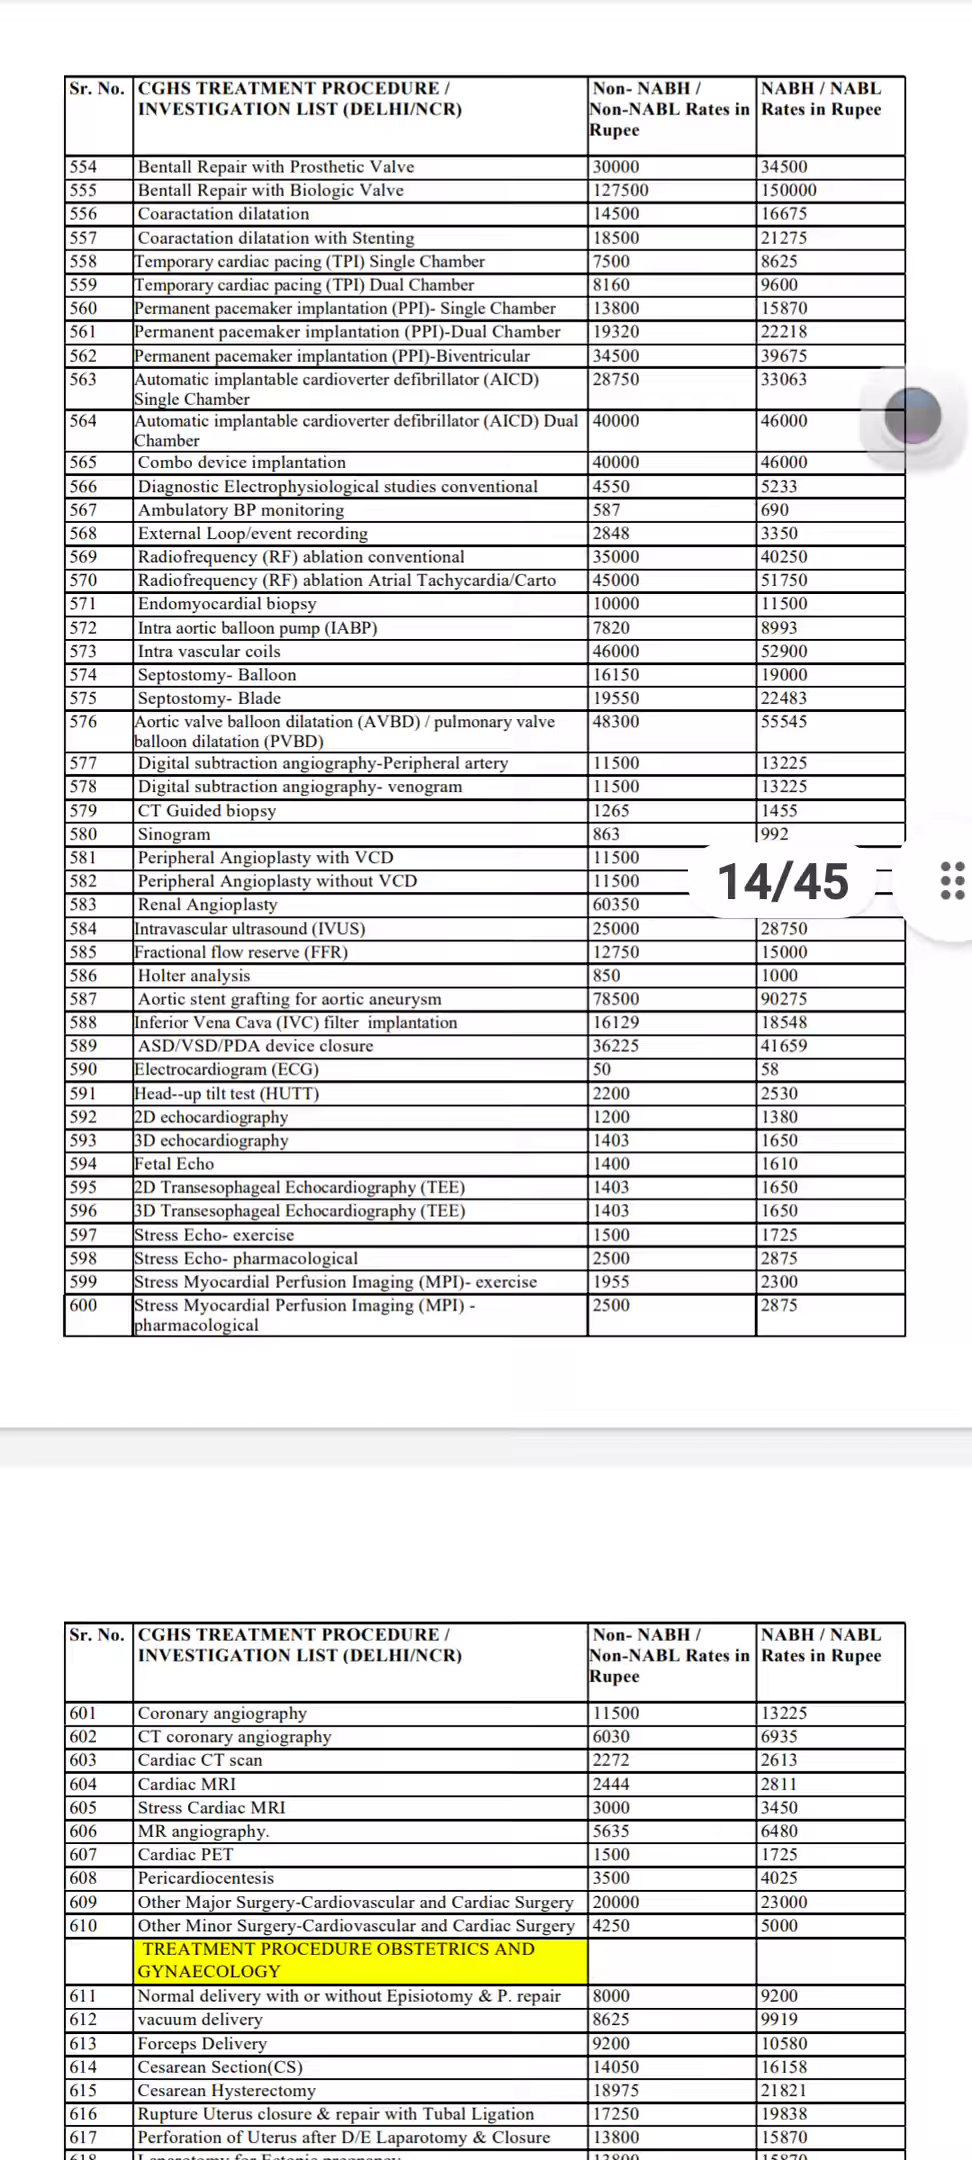 Sr. No. CGHS TREATMENT PROCEDURE / Non- NABH / NABH / NABL
INVESTIGATION LIST (DELHI/NCR) Non-NABL Rates in Rates in Rupee
Rupee
554 Bentall Repair with Prosthetic Valve 30000 34500
555 Bentall Repair with Biologic Valve 127500 150000
556 Coaractation dilatation 14500 16675
557 Coaractation dilatation with Stenting 18500 21275
558 Temporary cardiac pacing (TPI) Single Chamber 7500 8625
559 Temporary cardiac pacing (TPI) Dual Chamber 8160 9600
560 Permanent pacemaker implantation (PPI)- Single Chamber 13800 15870
561 Permanent pacemaker implantation (PPI)-Dual Chamber 19320 22218
562 Permanent pacemaker implantation (PPI)-Biventricular 34500 39675
563 Automatic implantable cardioverter defibrillator (AICD) 28750 33063
Single Chamber
564 Automatic implantable cardioverter defibrillator (AICD) Dual 40000 46000
Chamber
565 Combo device implantation 40000 46000
566 Diagnostic Electrophysiological studies conventional 4550 5233
567 Ambulatory BP monitoring 587 690
568 External Loop/event recording 2848 3350
569 Radiofrequency (RF) ablation conventional 35000 40250
570 Radiofrequency (RF) ablation Atrial Tachycardia/Carto 45000 51750
571 Endomyocardial biopsy 10000 11500
572 Intra aortic balloon pump (IABP) 7820 8993
573 Intra vascular coils 46000 52900
574 Septostomy- Balloon 16150 19000
575 Septostomy- Blade 19550 22483
576 Aortic valve balloon dilatation (AVBD) / pulmonary valve 48300 55545
balloon dilatation (PVBD)
577 Digital subtraction angiography-Peripheral artery 11500 13225
578 Digital subtraction angiography- venogram 11500 13225
579 CT Guided biopsy 1265 1455
580 Sinogram 863 992
581 Peripheral Angioplasty with VCD 11500
582 Peripheral Angioplasty without VCD 11500
14/45
583 Renal Angioplasty 60350
584 Intravascular ultrasound (IVUS) 25000 28750
585 Fractional flow reserve (FFR) 12750 15000
586 Holter analysis 850 1000
587 Aortic stent grafting for aortic aneurysm 78500 90275
588 Inferior Vena Cava (IVC) filter implantation 16129 18548
589 ASD/VSD/PDA device closure 36225 41659
590 Electrocardiogram (ECG) 50 58
591 Head--up tilt test (HUTT) 2200 2530
592 2D echocardiography 1200 1380
593 3D echocardiography 1403 1650
594 Fetal Echo 1400 1610
595 2D Transesophageal Echocardiography (TEE) 1403 1650
596 3D Transesophageal Echocardiography (TEE) 1403 1650
597 Stress Echo- exercise 1500 1725
598 Stress Echo- pharmacological 2500 2875
599 Stress Myocardial Perfusion Imaging (MPI)- exercise 1955 2300
600 Stress Myocardial Perfusion Imaging (MPI) - 2500 2875
pharmacological
Sr. No. CGHS TREATMENT PROCEDURE / Non- NABH / NABH / NABL
INVESTIGATION LIST (DELHI/NCR) Non-NABL Rates in Rates in Rupee
Rupee
601 Coronary angiography 11500 13225
602 CT coronary angiography 6030 6935
603 Cardiac CT scan 2272 2613
604 Cardiac MRI 2444 2811
605 Stress Cardiac MRI 3000 3450
606 MR angiography. 5635 6480
607 Cardiac PET 1500 1725
608 Pericardiocentesis 3500 4025
609 Other Major Surgery-Cardiovascular and Cardiac Surgery 20000 23000
610 Other Minor Surgery-Cardiovascular and Cardiac Surgery 4250 5000
TREATMENT PROCEDURE OBSTETRICS AND
GYNAECOLOGY
611 Normal delivery with or without Episiotomy & P. repair 8000 9200
612 vacuum delivery 8625 9919
613 Forceps Delivery 9200 10580
614 Cesarean Section(CS) 14050 16158
615 Cesarean Hysterectomy 18975 21821
616 Rupture Uterus closure & repair with Tubal Ligation 17250 19838
617 Perforation of Uterus after D/E Laparotomy & Closure 13800 15870
618 Laparotomy for Ectopic pregnancy 13800 15870